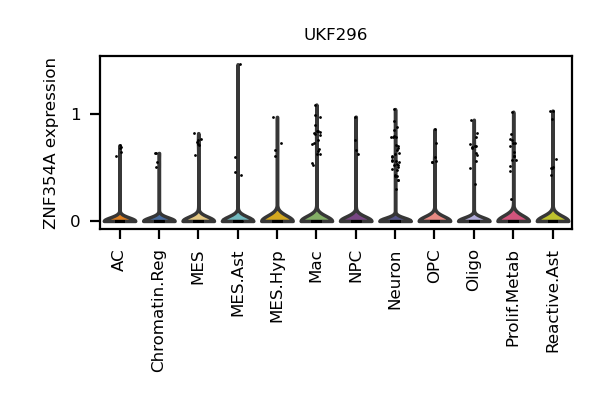 UKF296
ZNF354A expression
1
0
AC
Chromatin.Reg
MES
MES.Ast
MES.Hyp
Mac
NPC
Neuron
OPC
Oligo
Prolif.Metab
Reactive.Ast